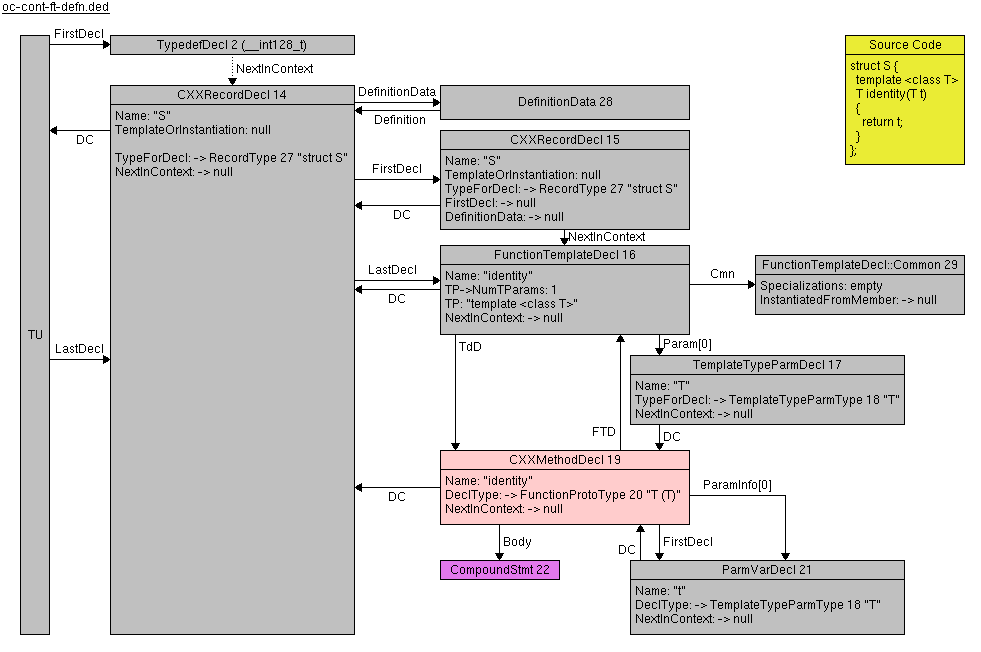 oc-cont-ft-defn.ded
FirstDecl
TypedefDecl 2 (__int128_t)
NextInContext
Source Code
struct S {
template <class T>
T identity(T t)
{
return t;
}
};
CXXRecordDecl 14
Name: "S"
TemplateOrInstantiation: null
TypeForDecl: -> RecordType 27 "struct S"
NextInContext: -> null
DC
DefinitionData
Definition
DefinitionData 28
CXXRecordDecl 15
Name: "S"
TemplateOrInstantiation: null
TypeForDecl: -> RecordType 27 "struct S"
FirstDecl: -> null
DefinitionData: -> null
FirstDecl
DC
NextInContext
FunctionTemplateDecl 16
Name: "identity"
TP->NumTParams: 1
TP: "template <class T>"
NextInContext: -> null
LastDecl
DC
Cmn
FunctionTemplateDecl::Common 29
Specializations: empty
InstantiatedFromMember: -> null
TU
LastDecl
TdD
Param[0]
TemplateTypeParmDecl 17
Name: "T"
TypeForDecl: -> TemplateTypeParmType 18 "T"
NextInContext: -> null
FTD
DC
CXXMethodDecl 19
Name: "identity"
DeclType: -> FunctionProtoType 20 "T (T)"
NextInContext: -> null
DC
ParamInfo[0]
Body
DC
FirstDecl
CompoundStmt 22
ParmVarDecl 21
Name: "t"
DeclType: -> TemplateTypeParmType 18 "T"
NextInContext: -> null